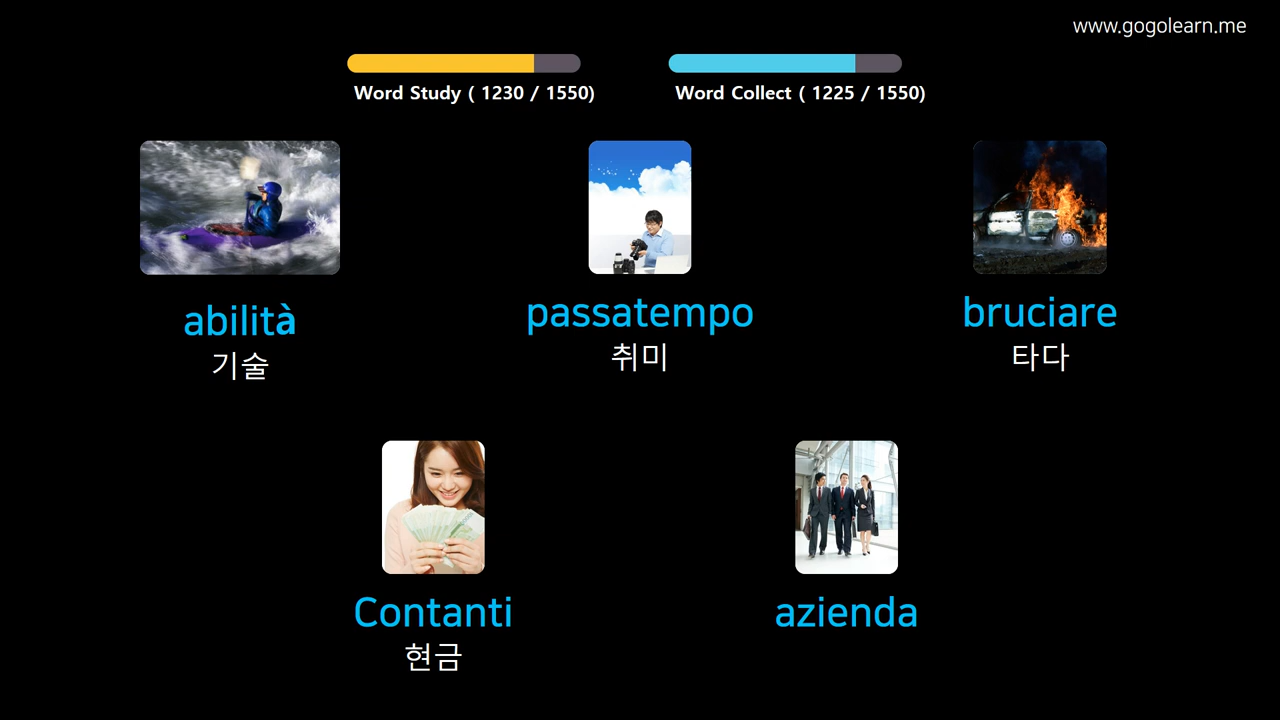 www.gogolearn.me
Word Study ( 1230 / 1550)
Word Collect ( 1225 / 1550)
abilità
기술
passatempo
취미
bruciare
타다
Contanti
현금
azienda